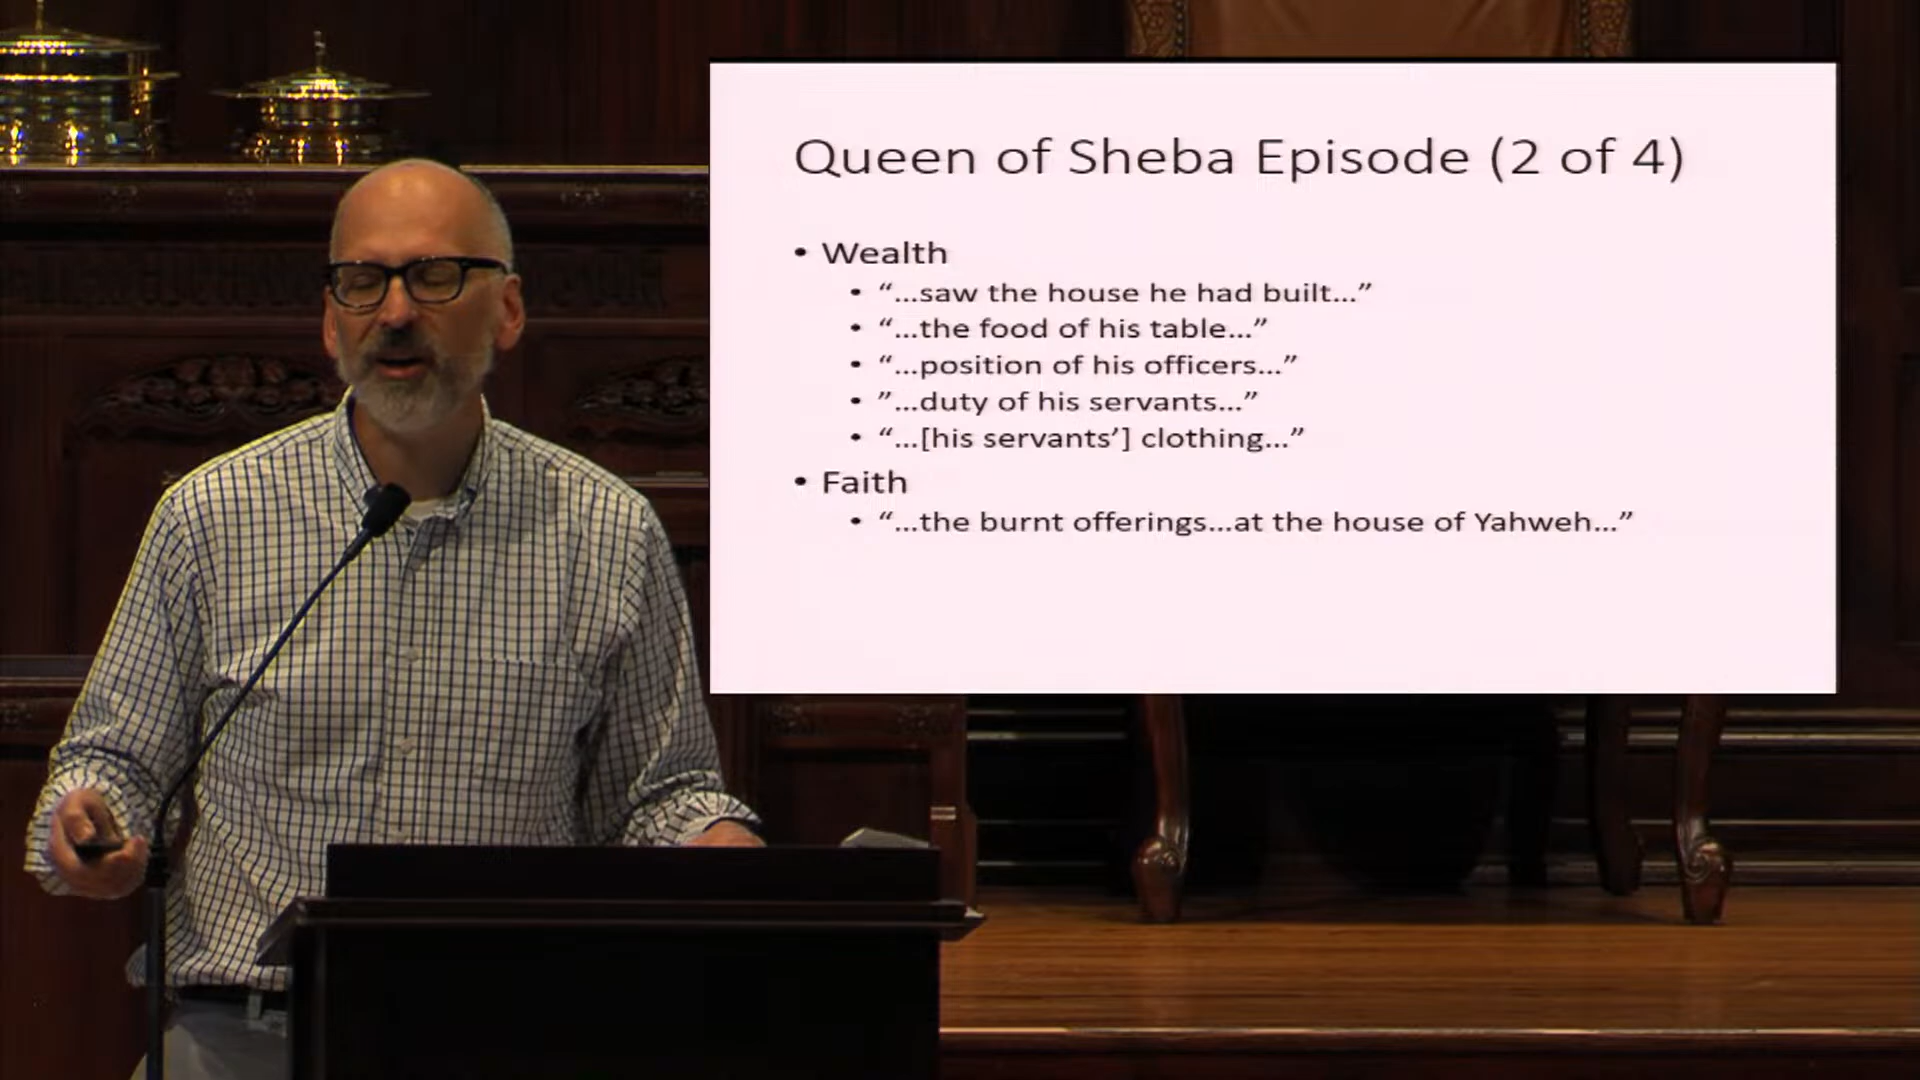 Queen of Sheba Episode (2 of 4)
• Wealth
• “...saw the house he had built...”
• “...the food of his table...”
• “...position of his officers...”
• ”...duty of his servants...”
• “...[his servants’] clothing...”
• Faith
• “...the burnt offerings...at the house of Yahweh...”